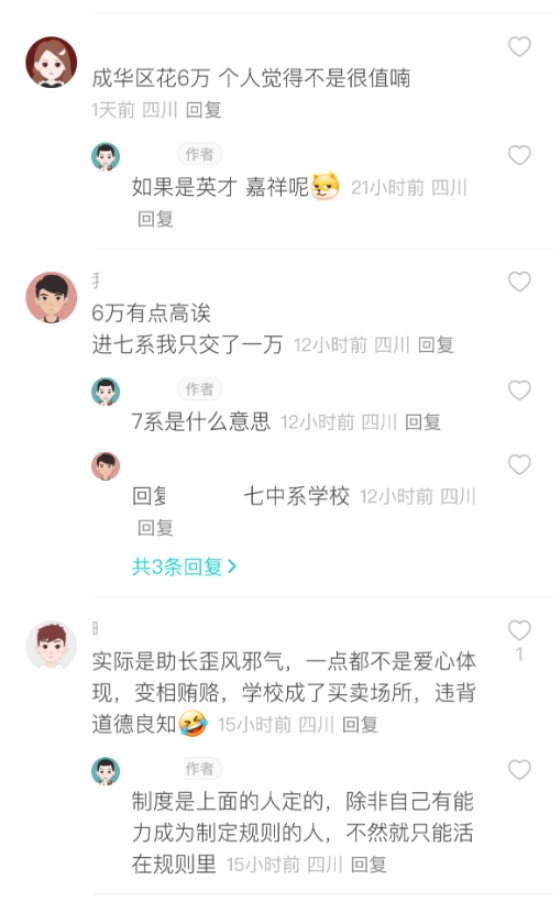 成华区花6万 个人觉得不是很值喃
1天前 四川 回复
作者
如果是英才 嘉祥呢 21小时前 四川
回复
6万有点高诶
进七系我只交了一万 12小时前 四川 回复
作者
7系是什么意思 12小时前 四川 回复
回复 七中系学校 12小时前 四川
回复
共3条回复>
实际是助长歪风邪气，一点都不是爱心体
1
现，变相贿赂，学校成了买卖场所，违背
道德良知 15小时前 四川 回复
作者
制度是上面的人定的，除非自己有能
力成为制定规则的人，不然就只能活
在规则里 15小时前 四川 回复